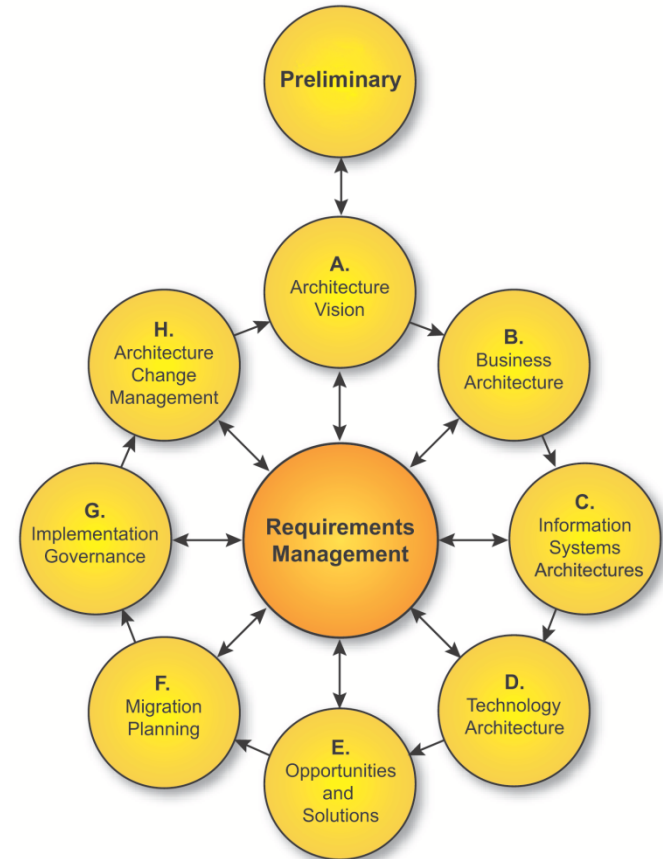 Preliminary
A.
Architecture
Vision
B.
Business
Architecture
C.
Information
Systems
Architectures
D.
Technology
Architecture
E.
Opportunities
and
Solutions
F.
Migration
Planning
G.
Implementation
Governance
H.
Architecture
Change
Management
Requirements
Management